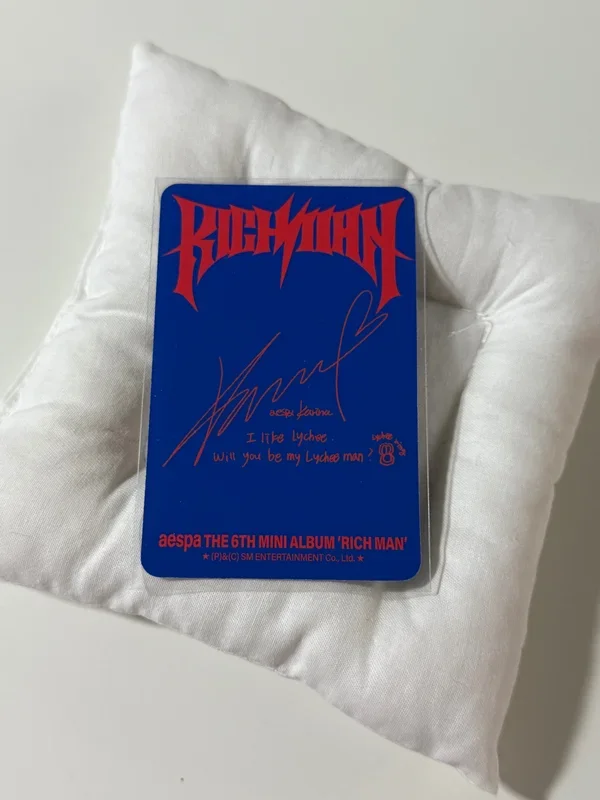 RICH MAN
Karina
aespa Karina
I like lychee.
Will you be my Lychee man?
aespa THE 6TH MINI ALBUM 'RICH MAN'
★ (P)&(C) SM ENTERTAINMENT Co., Ltd. ★